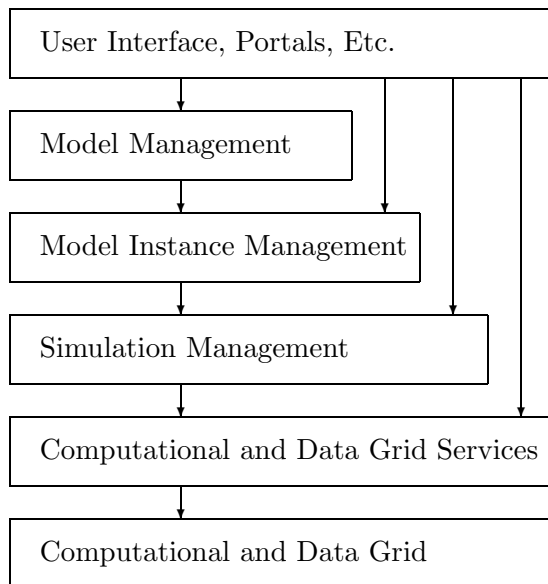 User Interface, Portals, Etc.
Model Management
Model Instance Management
Simulation Management
Computational and Data Grid Services
Computational and Data Grid